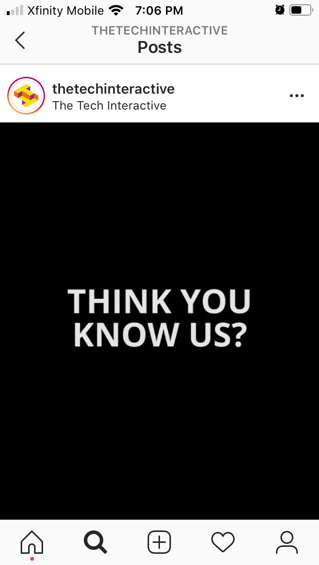 Xfinity Mobile 7:06 PM
THETECHINTERACTIVE
Posts
thetechinteractive
The Tech Interactive
THINK YOU
KNOW US?